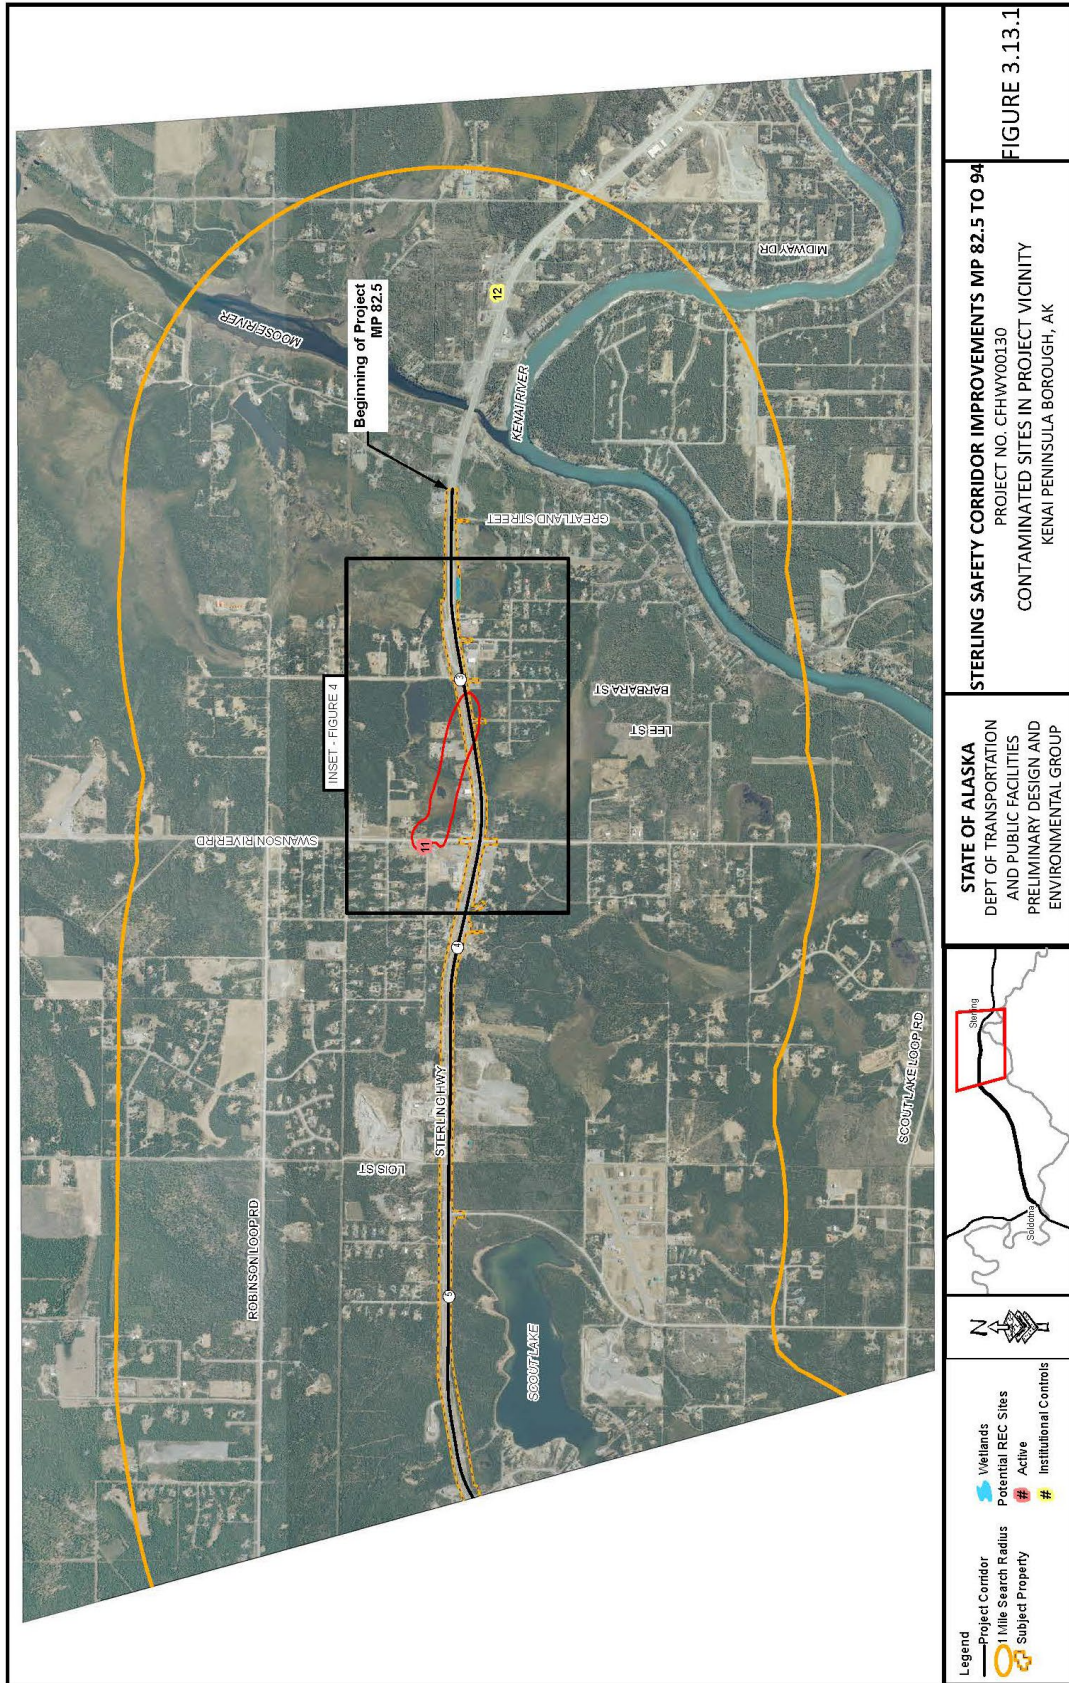 MOOSE RIVER
Beginning of Project
MP 82.5
12
MIDWAY DR
KENAI RIVER
GREATLAND STREET
INSET - FIGURE 4
3
BARBARA ST
LEE ST
SWANSON RIVER RD
11
4
STERLING HWY
LOIS ST
ROBINSON LOOP RD
SCOUT LAKE LOOP RD
5
SCOUT LAKE
Legend
Project Corridor
1 Mile Search Radius
Subject Property
Wetlands
Potential REC Sites
# Active
# Institutional Controls
N
Soldotna
Sterling
STATE OF ALASKA
DEPT OF TRANSPORTATION
AND PUBLIC FACILITIES
PRELIMINARY DESIGN AND
ENVIRONMENTAL GROUP
STERLING SAFETY CORRIDOR IMPROVEMENTS MP 82.5 TO 94
PROJECT NO. CFHWY00130
CONTAMINATED SITES IN PROJECT VICINITY
KENAI PENINSULA BOROUGH, AK
FIGURE 3.13.1